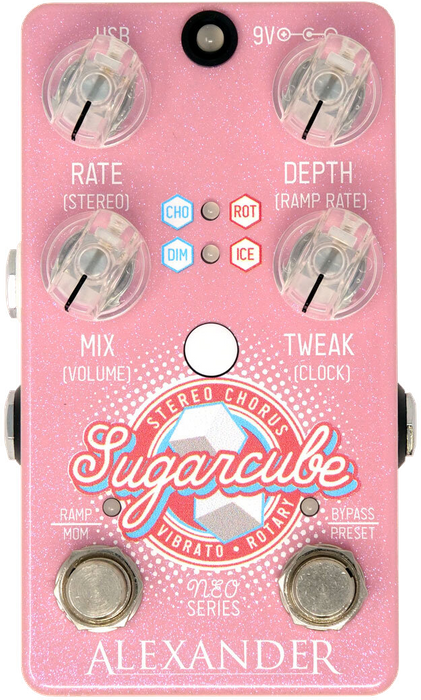 USB
9V
RATE
(STEREO)
DEPTH
(RAMP RATE)
CHO
ROT
DIM
ICE
MIX
(VOLUME)
TWEAK
(CLOCK)
STEREO CHORUS
Sugarcube
VIBRATO • ROTARY
RAMP
MOM
BYPASS
PRESET
NEO
SERIES
ALEXANDER